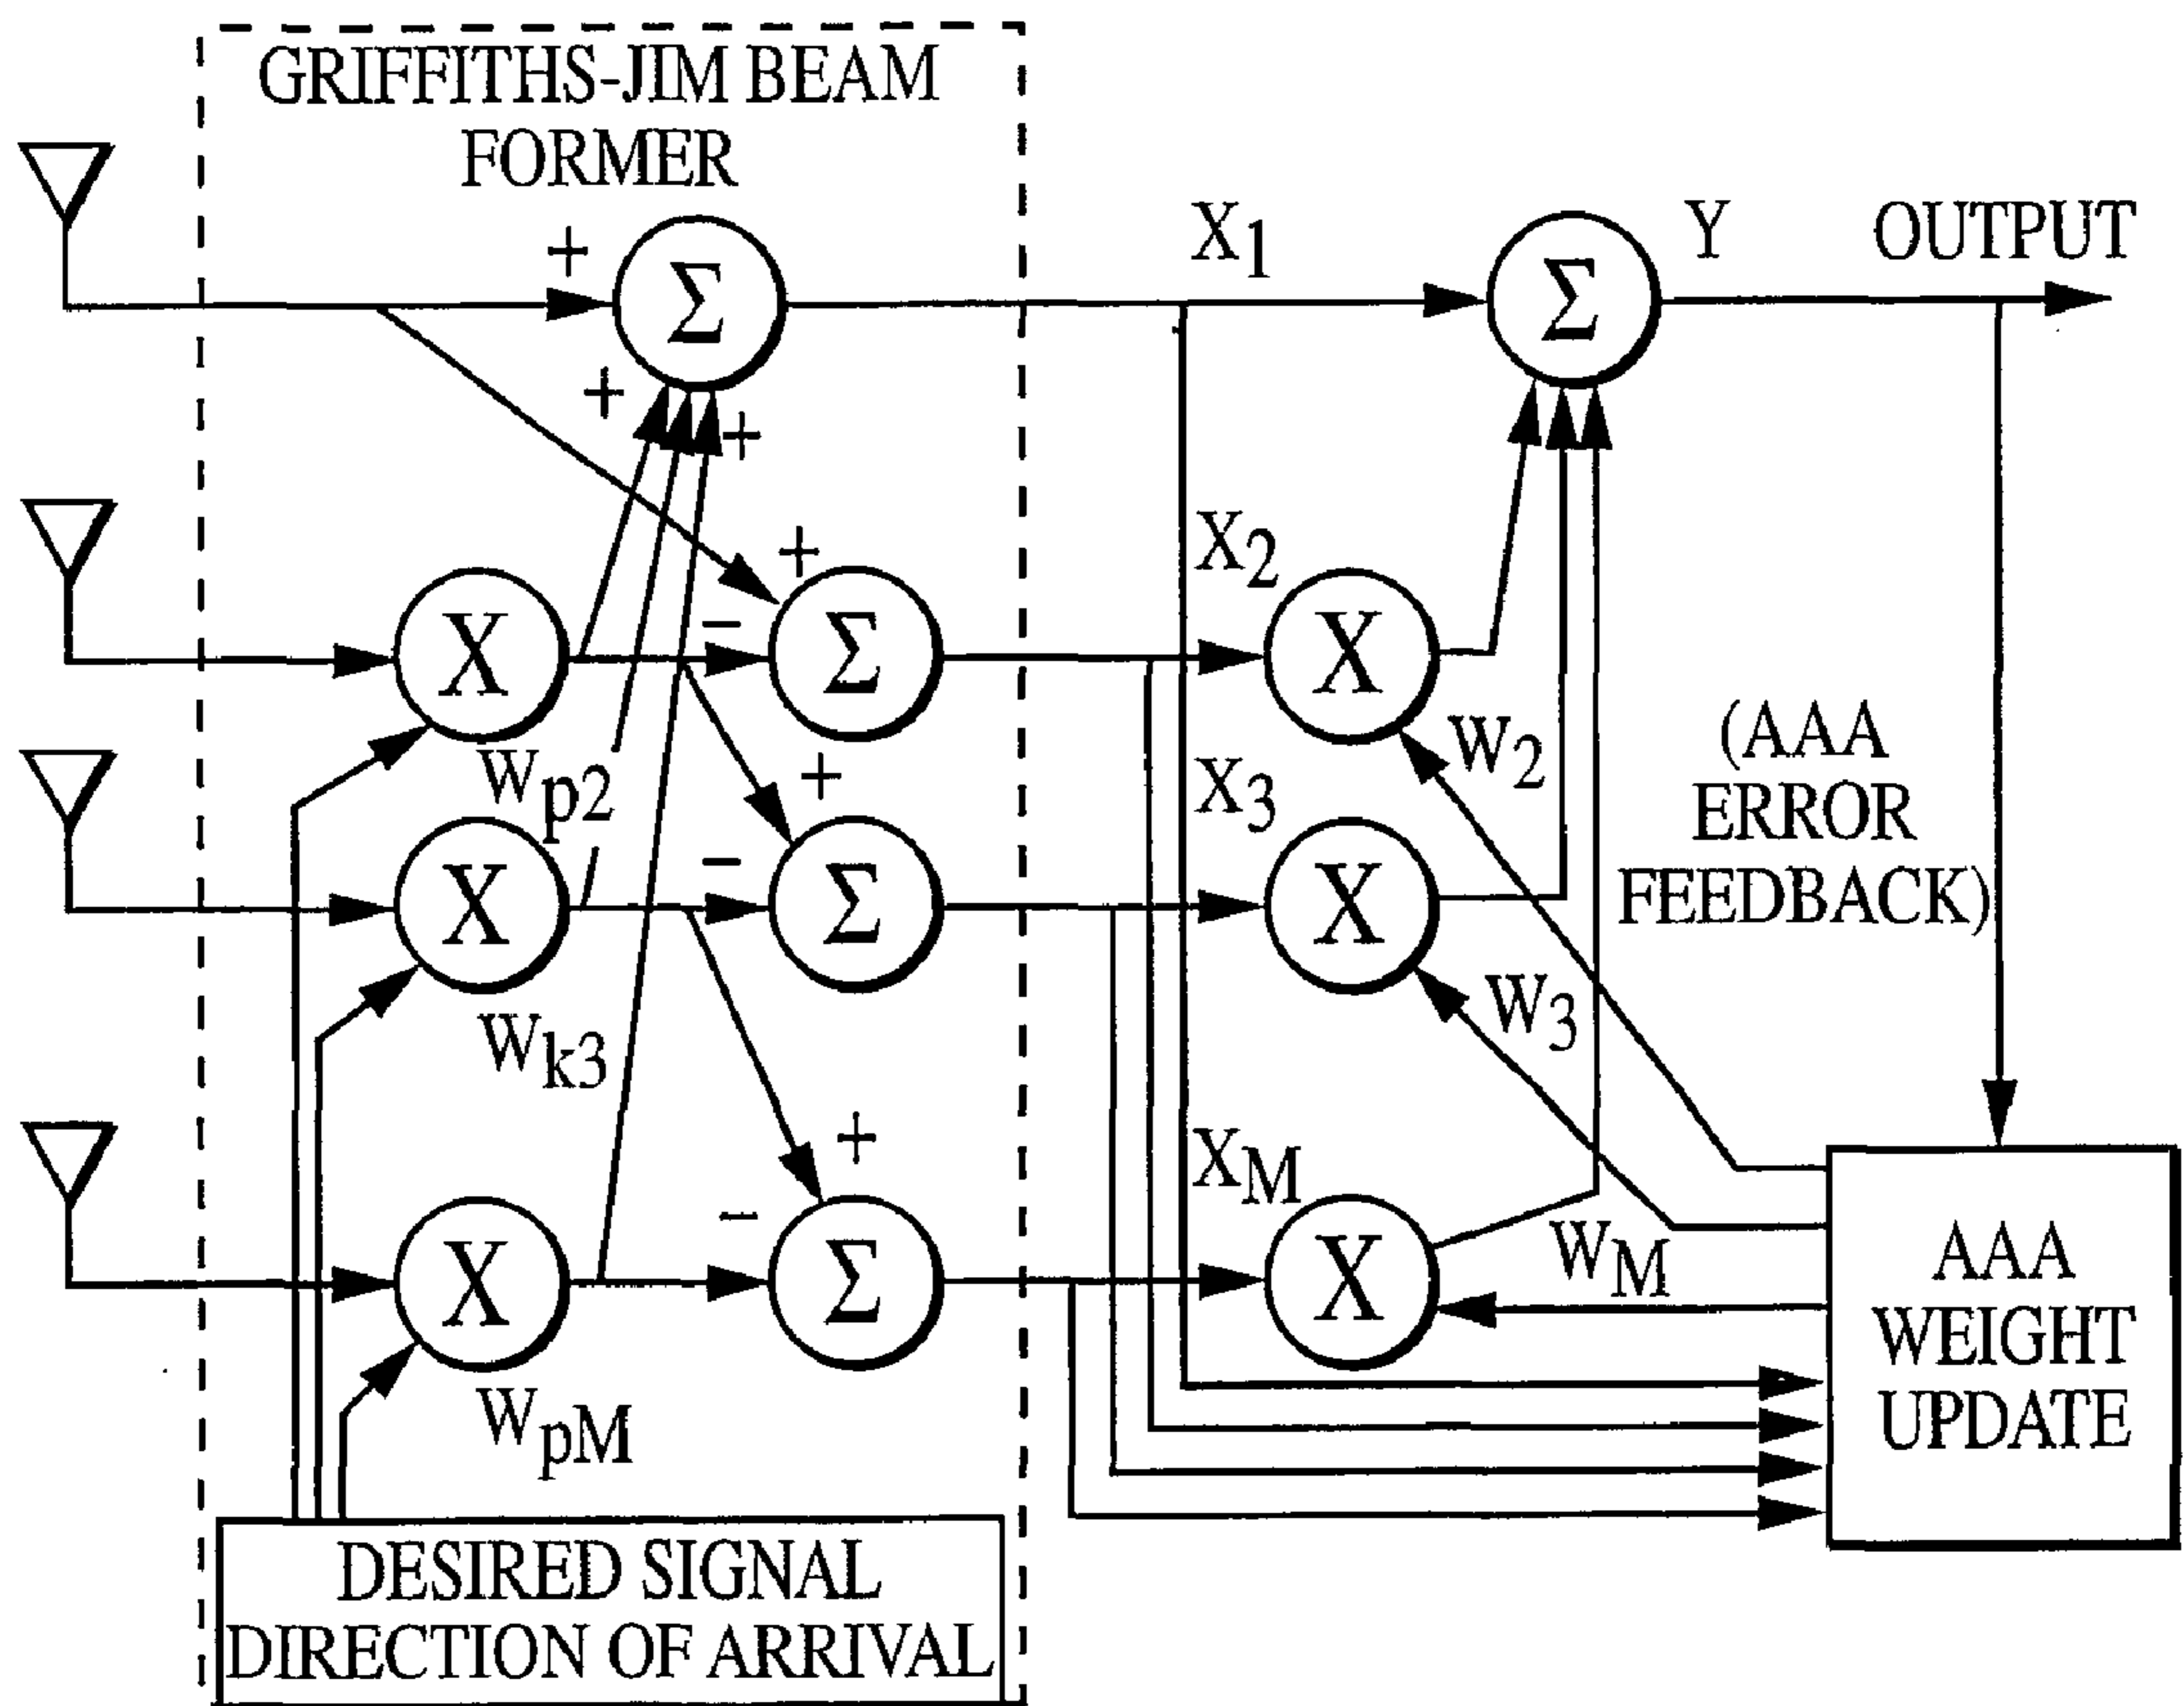 GRIFFITHS-JIM BEAM
FORMER
+
Σ
X1
Σ
Y
OUTPUT
+
+
+
X
-
Σ
X2
X
Wp2
+
W2
(AAA
ERROR
FEEDBACK)
X
-
Σ
X3
X
Wk3
+
W3
X
-
Σ
XM
X
WM
WpM
AAA
WEIGHT
UPDATE
DESIRED SIGNAL
DIRECTION OF ARRIVAL